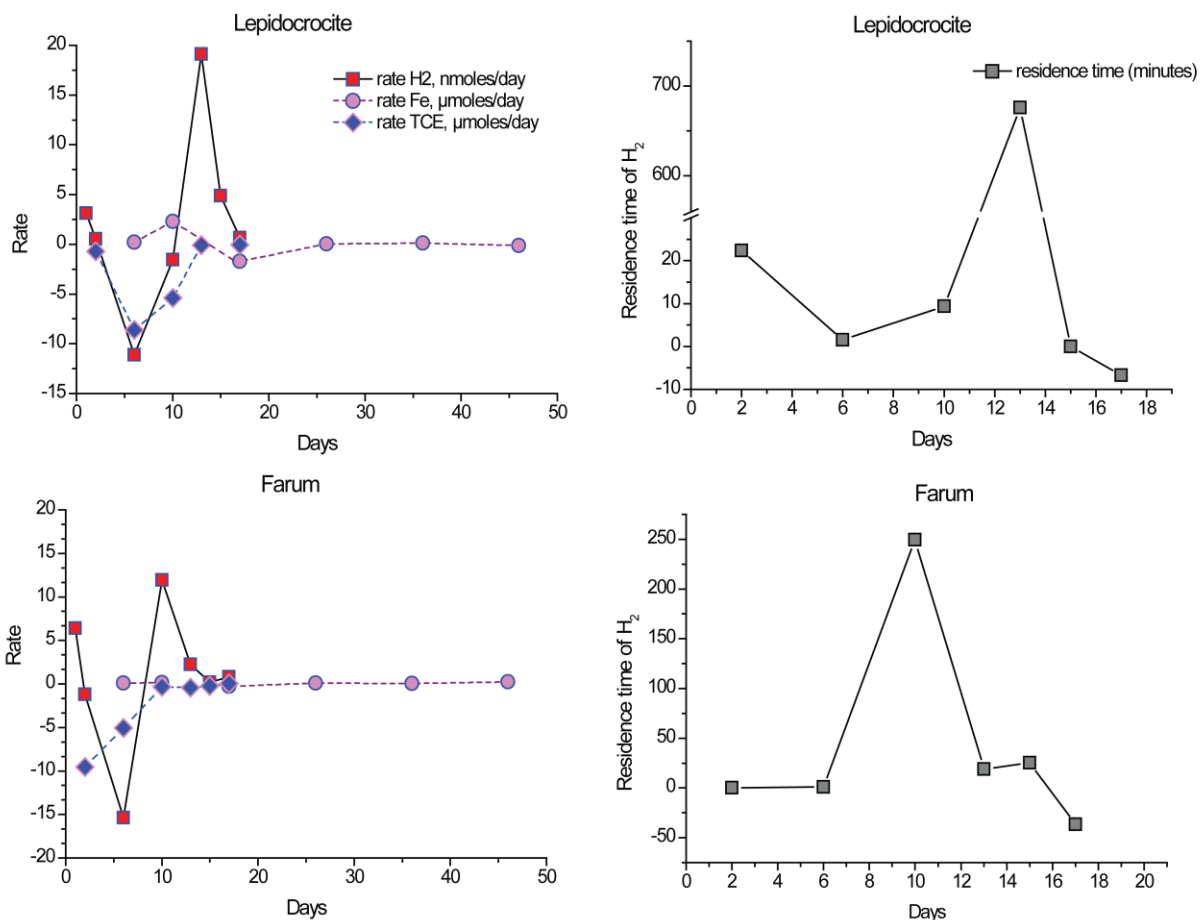 Lepidocrocite
20
15
10
5
0
-5
-10
-15
Rate
rate H2, nmoles/day
rate Fe, µmoles/day
rate TCE, µmoles/day
0 10 20 30 40 50
Days
Lepidocrocite
700
600
20
10
0
-10
Residence time of H2
residence time (minutes)
0 2 4 6 8 10 12 14 16 18
Days
Farum
20
15
10
5
0
-5
-10
-15
-20
Rate
0 10 20 30 40 50
Days
Farum
250
200
150
100
50
0
-50
Residence time of H2
0 2 4 6 8 10 12 14 16 18 20
Days